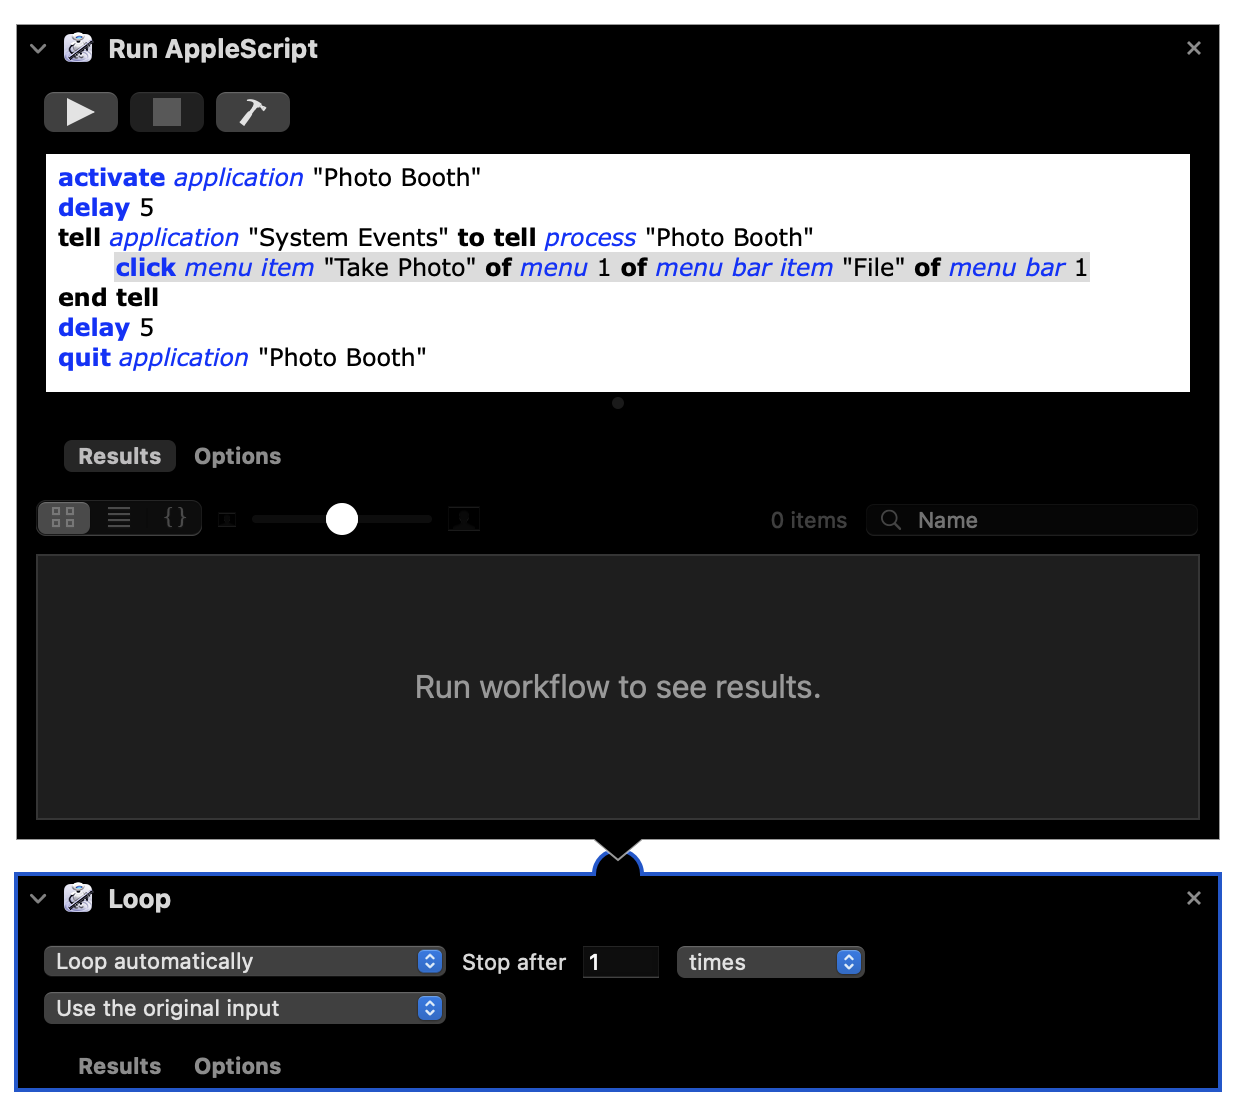 Run AppleScript
activate application "Photo Booth"
delay 5
tell application "System Events" to tell process "Photo Booth"
click menu item "Take Photo" of menu 1 of menu bar item "File" of menu bar 1
end tell
delay 5
quit application "Photo Booth"
Results Options
{} 0 items Name
Run workflow to see results.
Loop
Loop automatically Stop after 1 times
Use the original input
Results Options